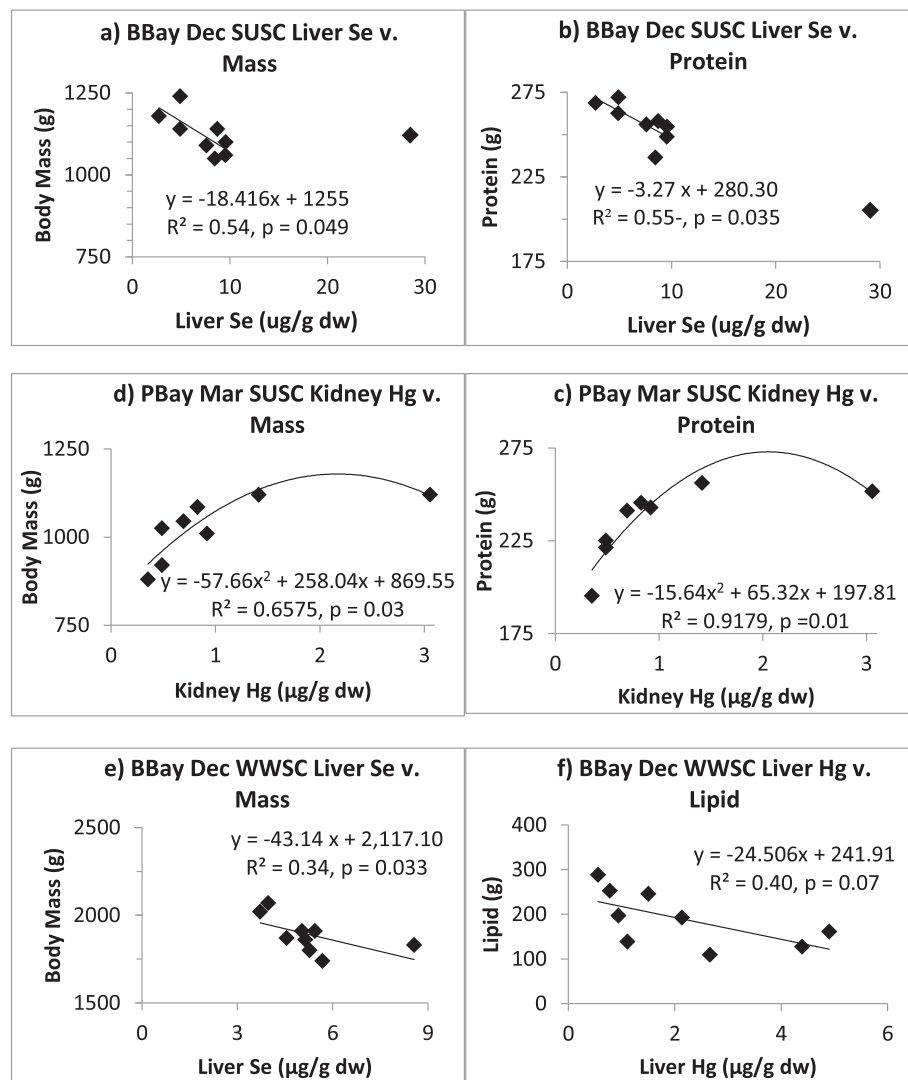 a) BBay Dec SUSC Liver Se v.
Mass
1250
1000
750
Body Mass (g)
y = -18.416x + 1255
R² = 0.54, p = 0.049
0 10 20 30
Liver Se (ug/g dw)
b) BBay Dec SUSC Liver Se v.
Protein
275
225
175
Protein (g)
y = -3.27 x + 280.30
R² = 0.55-, p = 0.035
0 10 20 30
Liver Se (ug/g dw)
d) PBay Mar SUSC Kidney Hg v.
Mass
1250
1000
750
Body Mass (g)
y = -57.66x² + 258.04x + 869.55
R² = 0.6575, p = 0.03
0 1 2 3
Kidney Hg (µg/g dw)
c) PBay Mar SUSC Kidney Hg v.
Protein
275
225
175
Protein (g)
y = -15.64x² + 65.32x + 197.81
R² = 0.9179, p =0.01
0 1 2 3
Kidney Hg (µg/g dw)
e) BBay Dec WWSC Liver Se v.
Mass
2500
2000
1500
Body Mass (g)
y = -43.14 x + 2,117.10
R² = 0.34, p = 0.033
0 3 6 9
Liver Se (µg/g dw)
f) BBay Dec WWSC Liver Hg v.
Lipid
400
300
200
100
0
Lipid (g)
y = -24.506x + 241.91
R² = 0.40, p = 0.07
0 2 4 6
Liver Hg (µg/g dw)